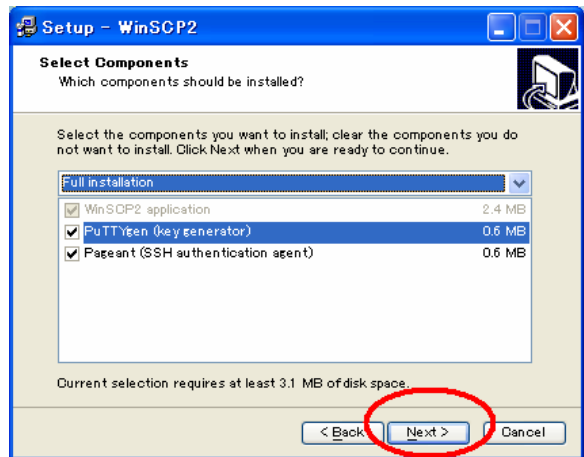 Setup - WinSCP2
Select Components
Which components should be installed?
Select the components you want to install; clear the components you do
not want to install. Click Next when you are ready to continue.
Full installation
WinSCP2 application 2.4 MB
PuTTYgen (key generator) 0.6 MB
Pageant (SSH authentication agent) 0.6 MB
Current selection requires at least 3.1 MB of disk space.
< Back Next > Cancel